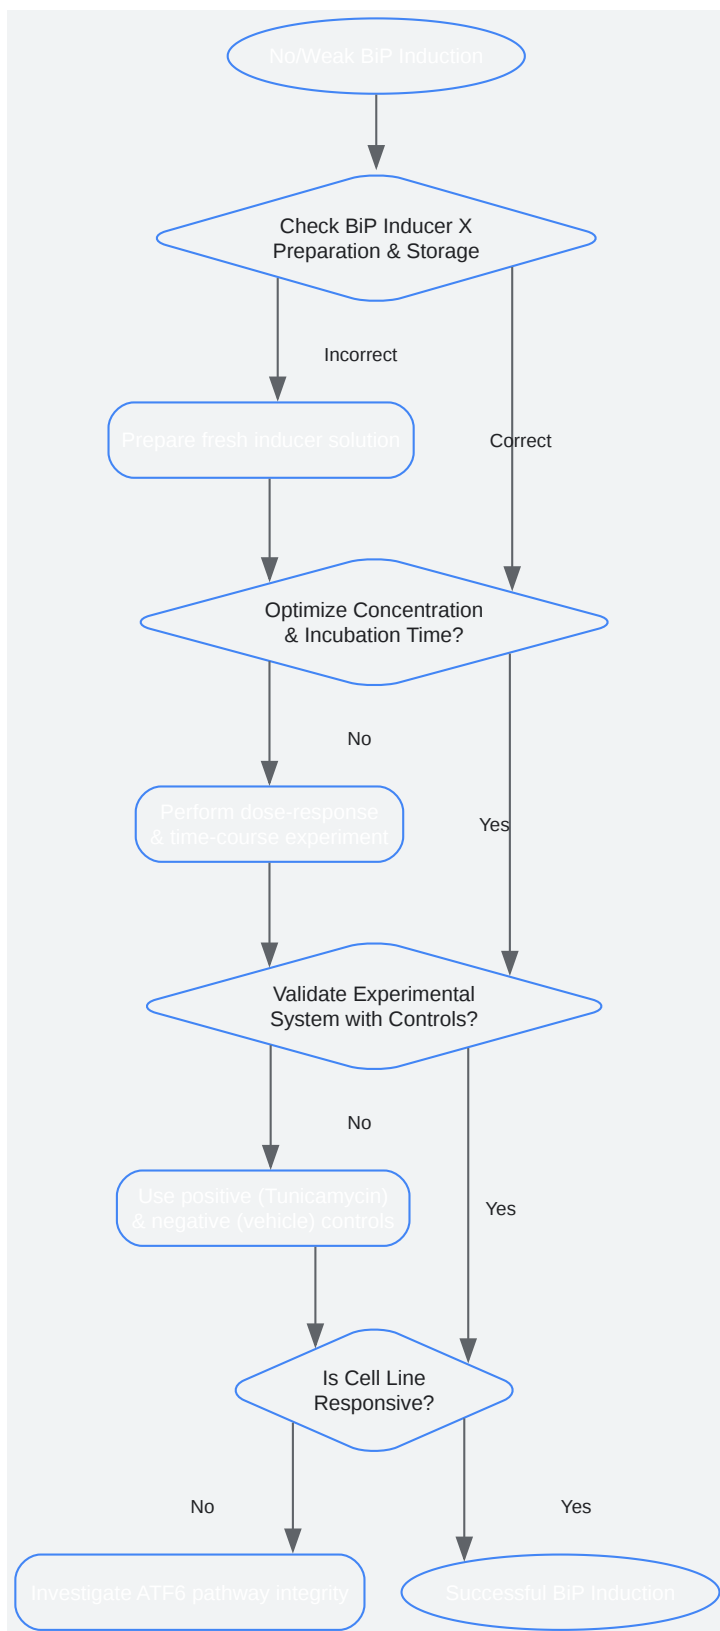 No/Weak BiP Induction
Check BiP Inducer X
Preparation & Storage
Incorrect
Prepare fresh inducer solution
Correct
Optimize Concentration
& Incubation Time?
No
Perform dose-response
& time-course experiment
Yes
Validate Experimental
System with Controls?
No
Use positive (Tunicamycin)
& negative (vehicle) controls
Yes
Is Cell Line
Responsive?
No
Yes
Investigate ATF6 pathway integrity
Successful BiP Induction